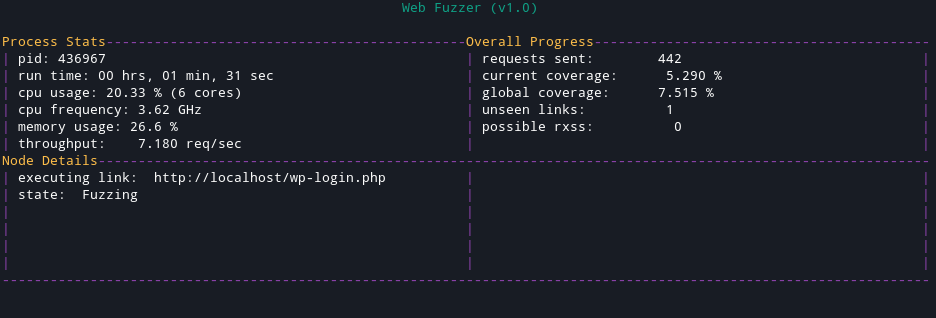 Web Fuzzer (v1.0)
Process Stats Overall Progress
pid: 436967 requests sent: 442
run time: 00 hrs, 01 min, 31 sec current coverage: 5.290 %
cpu usage: 20.33 % (6 cores) global coverage: 7.515 %
cpu frequency: 3.62 GHz unseen links: 1
memory usage: 26.6 % possible rxss: 0
throughput: 7.180 req/sec
Node Details
executing link: http://localhost/wp-login.php
state: Fuzzing